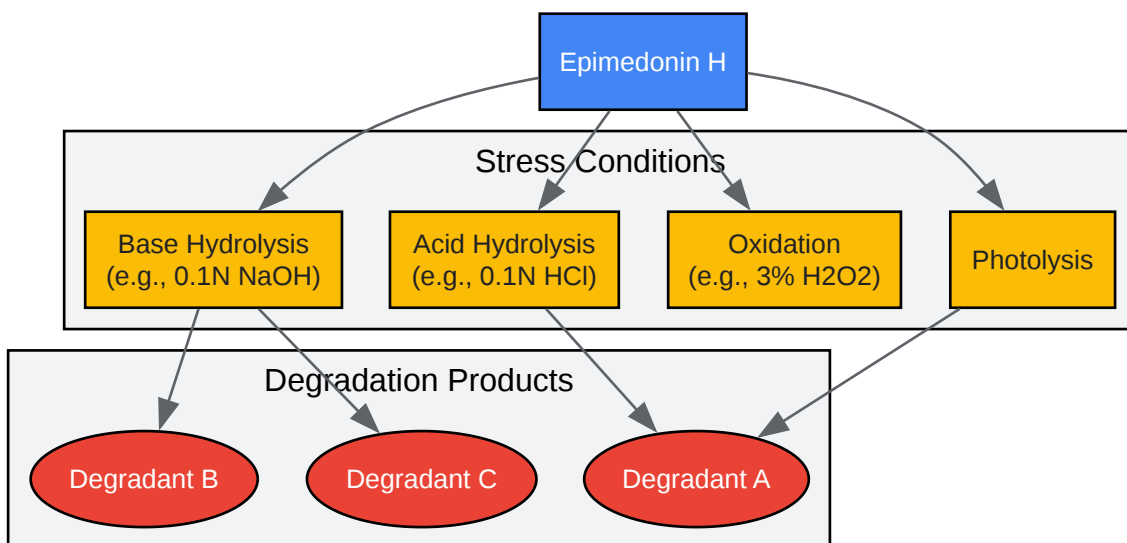 Epimedonin H
Stress Conditions
Base Hydrolysis
(e.g., 0.1N NaOH)
Acid Hydrolysis
(e.g., 0.1N HCl)
Oxidation
(e.g., 3% H2O2)
Photolysis
Degradation Products
Degradant B
Degradant C
Degradant A